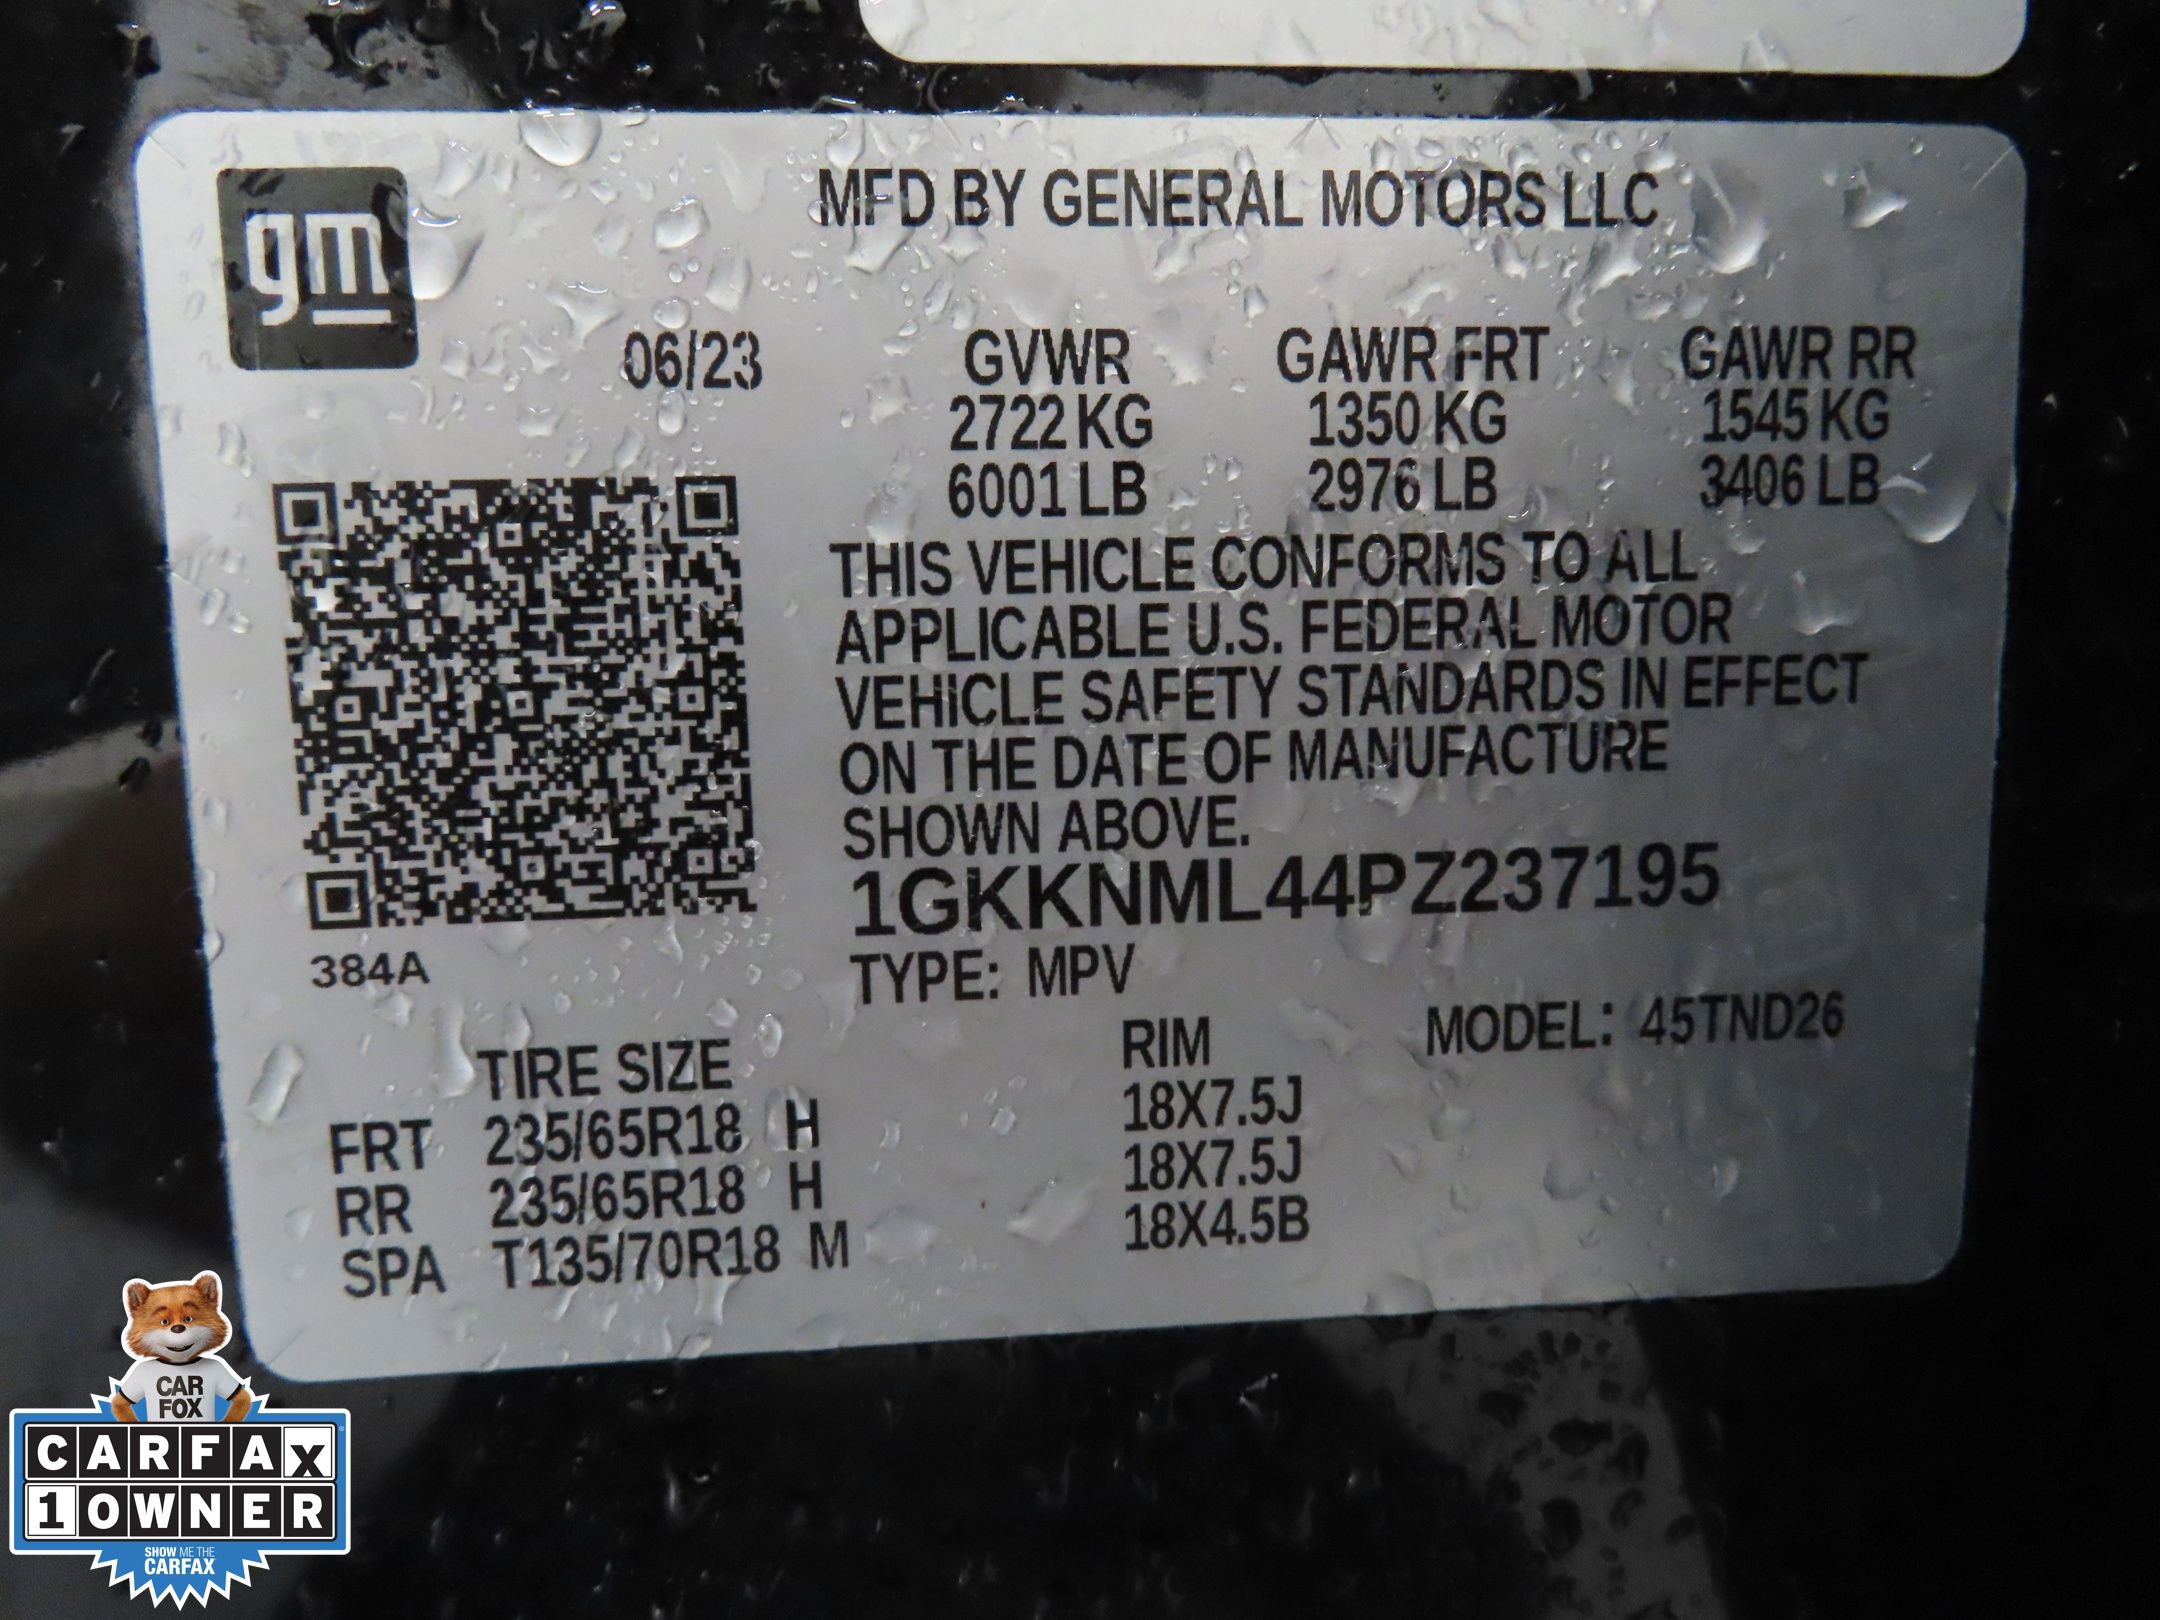 gm
MFD BY GENERAL MOTORS LLC
06/23 GVWR GAWR FRT GAWR RR
2722 KG 1350 KG 1545 KG
6001 LB 2976 LB 3406 LB
THIS VEHICLE CONFORMS TO ALL
APPLICABLE U.S. FEDERAL MOTOR
VEHICLE SAFETY STANDARDS IN EFFECT
ON THE DATE OF MANUFACTURE
SHOWN ABOVE.
1GKKNML44PZ237195
384A
TYPE: MPV
MODEL: 45TND26
TIRE SIZE RIM
FRT 235/65R18 H 18X7.5J
RR 235/65R18 H 18X7.5J
SPA T135/70R18 M 18X4.5B
CAR
FOX
CARFAX
1 OWNER
SHOW ME THE
CARFAX